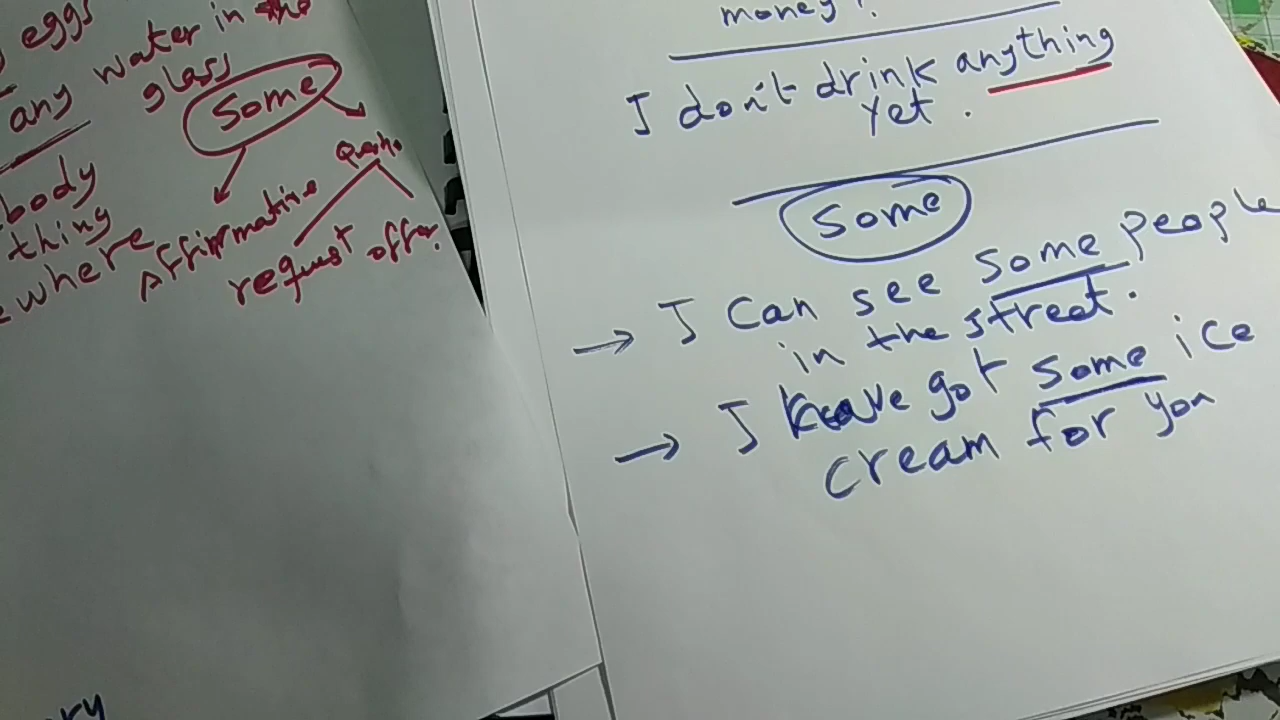 eggs
any water in the
glass
some
body
thing
where
Affirmative
request offer.
ry
money?
I don't drink anything
yet.
some
→ I can see some people
in the street.
→ I have got some ice
cream for you